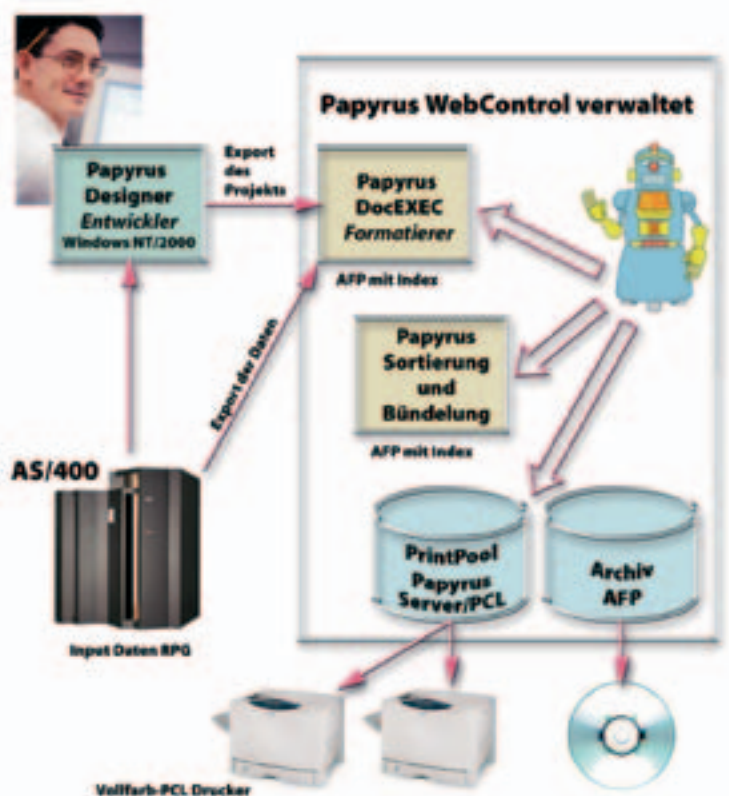 Papyrus WebControl verwaltet
Papyrus
Designer
Entwickler
Windows NT/2000
Export
des
Projekts
Papyrus
DocEXEC
Formatierer
AFP mit Index
Export der Daten
Papyrus
Sortierung
und
Bündelung
AFP mit Index
AS/400
Input Daten RPG
PrintPool
Papyrus
Server/PCL
Archiv
AFP
Vollfarb-PCL Drucker